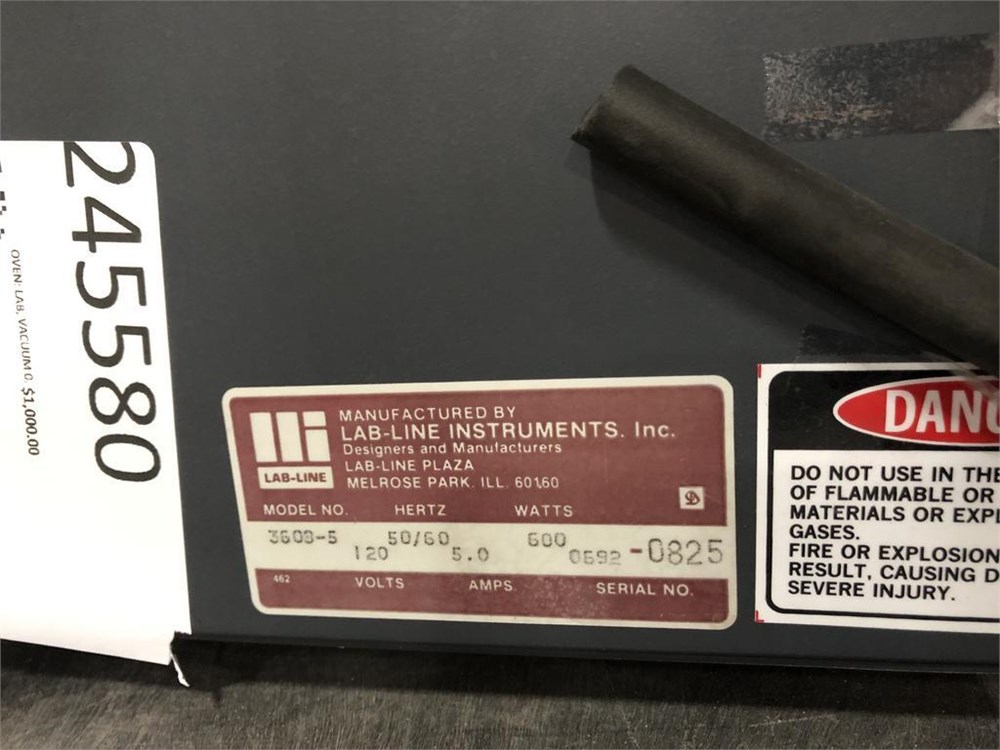 245580
OVEN: LAB, VACUUM
$1,000.00
LAB-LINE
MANUFACTURED BY
LAB-LINE INSTRUMENTS. Inc.
Designers and Manufacturers
LAB-LINE PLAZA
MELROSE PARK. ILL. 60160
MODEL NO. HERTZ WATTS
3608-5 50/60 600
120 5.0 0692 -0825
462 VOLTS AMPS. SERIAL NO.
DANG
DO NOT USE IN THE
OF FLAMMABLE OR
MATERIALS OR EXPL
GASES.
FIRE OR EXPLOSION
RESULT, CAUSING D
SEVERE INJURY.